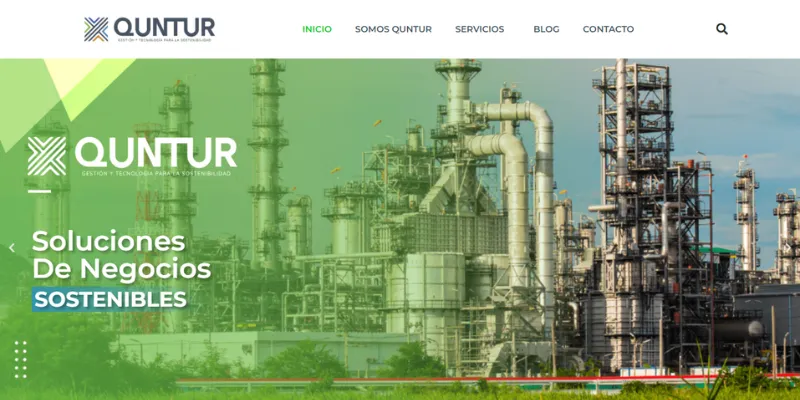 QUNTUR
GESTION Y TECNOLOGIA PARA LA SOSTENIBILIDAD
INICIO
SOMOS QUNTUR
SERVICIOS
BLOG
CONTACTO
QUNTUR
GESTION Y TECNOLOGIA PARA LA SOSTENIBILIDAD
Soluciones
De Negocios
SOSTENIBLES